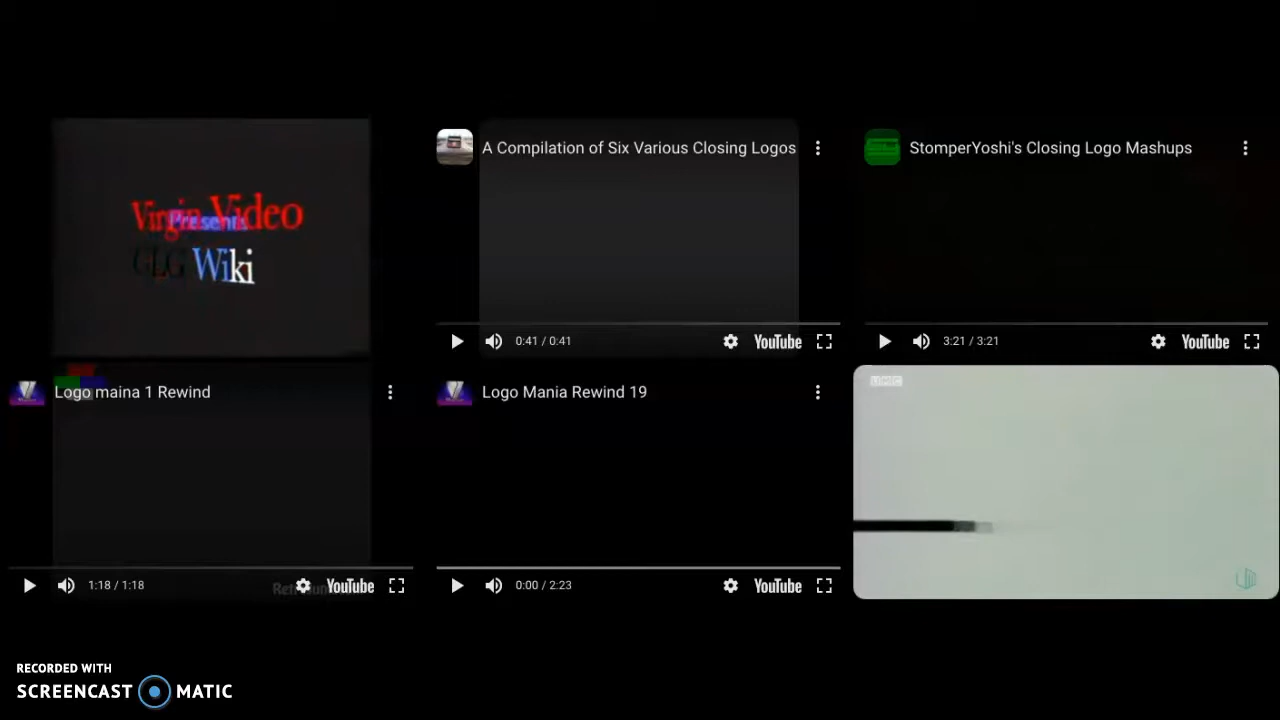 Virgin Video
Presents
GLG Wiki
A Compilation of Six Various Closing Logos
0:41 / 0:41
YouTube
StomperYoshi's Closing Logo Mashups
3:21 / 3:21
YouTube
Logo maina 1 Rewind
1:18 / 1:18
YouTube
Logo Mania Rewind 19
0:00 / 2:23
YouTube
RECORDED WITH
SCREENCAST MATIC